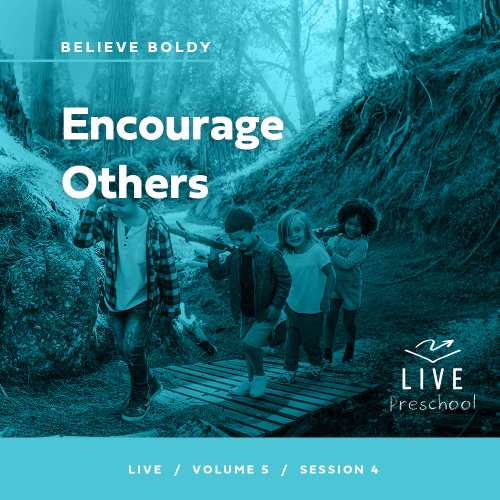 BELIEVE BOLDY
Encourage
Others
LIVE
Preschool
LIVE / VOLUME 5 / SESSION 4